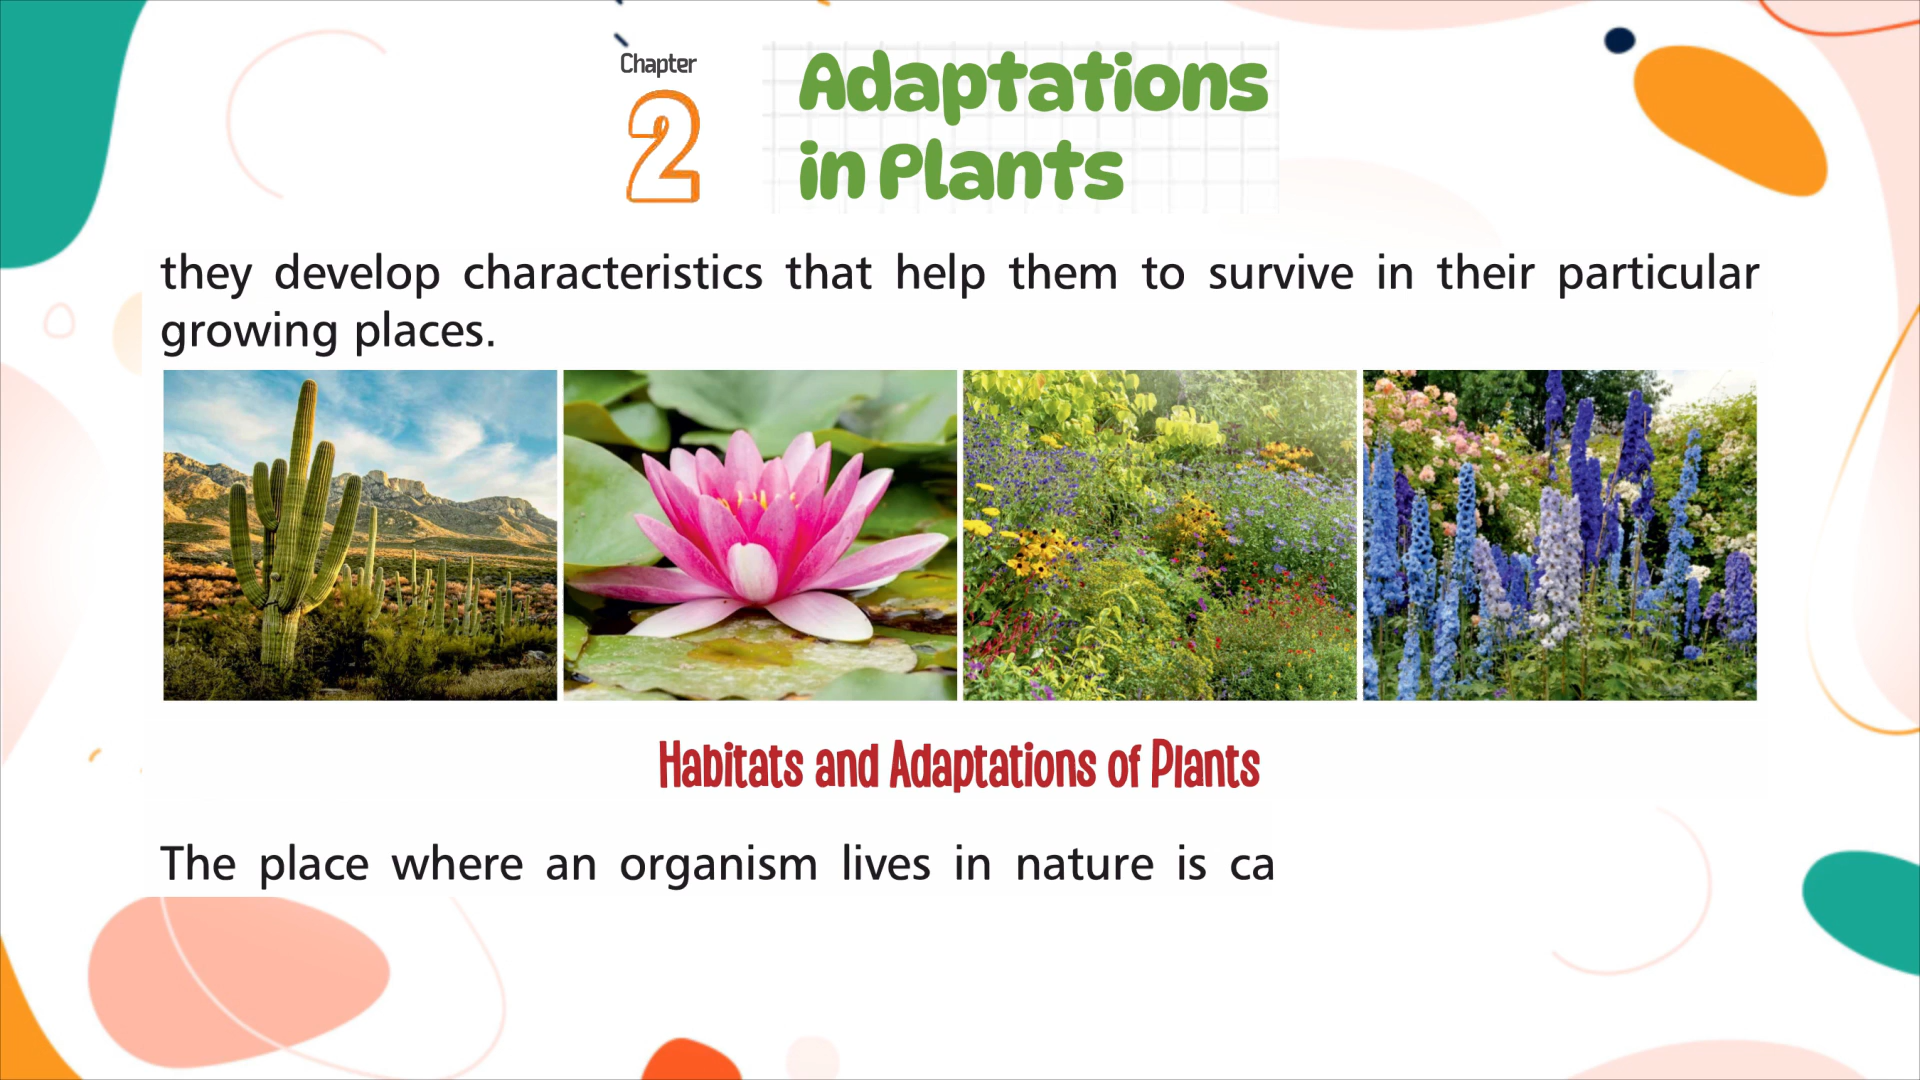 Chapter
2
Adaptations
in Plants
they develop characteristics that help them to survive in their particular
growing places.
Habitats and Adaptations of Plants
The place where an organism lives in nature is ca